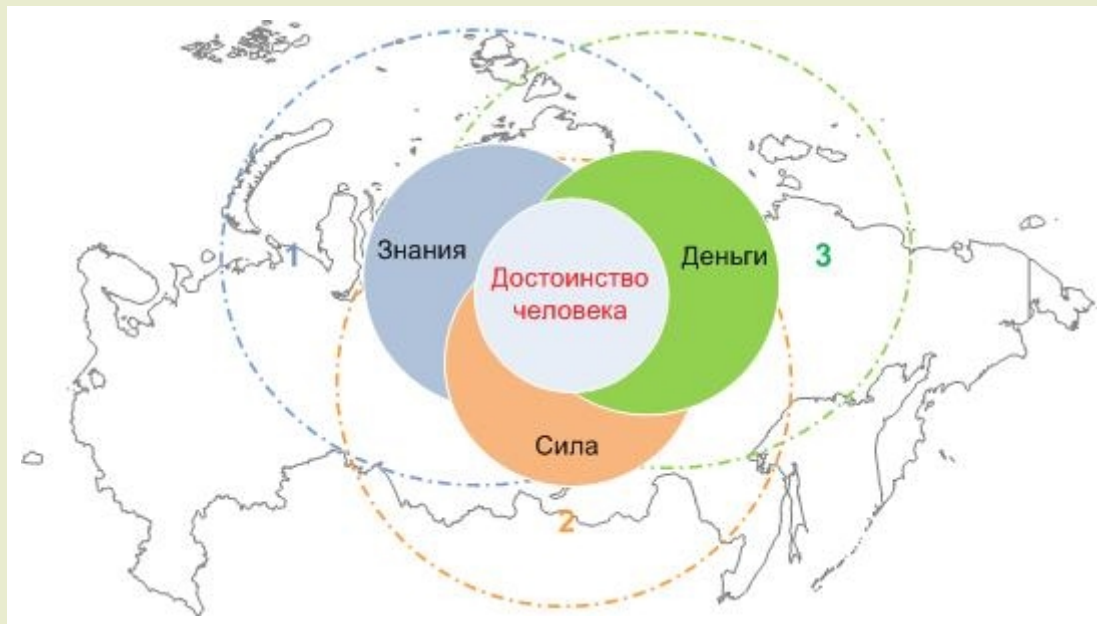 Знания
Деньги
Достоинство
человека
Сила
1
3
2